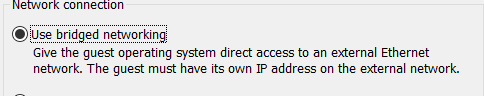 Network connection
Use bridged networking
Give the guest operating system direct access to an external Ethernet
network. The guest must have its own IP address on the external network.